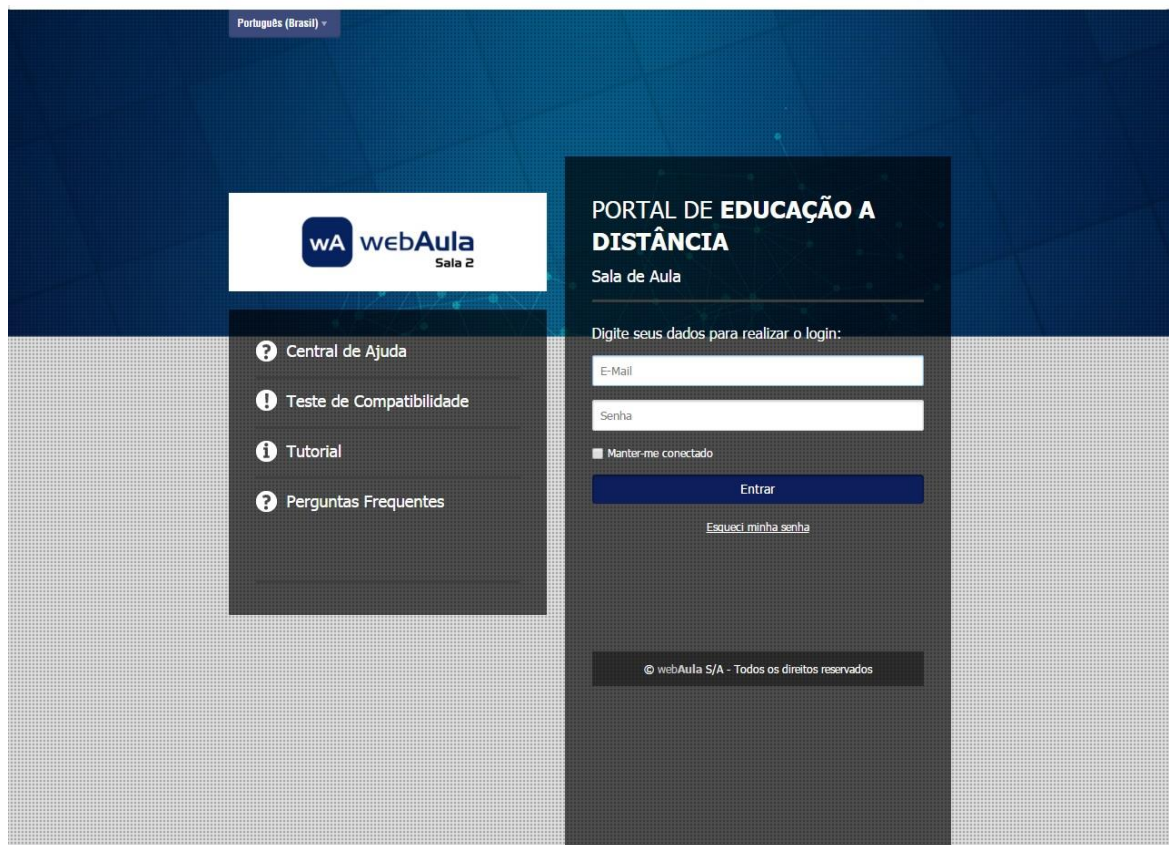 Português (Brasil)
wA webAula
Sala 2
Central de Ajuda
Teste de Compatibilidade
Tutorial
Perguntas Frequentes
PORTAL DE EDUCAÇÃO A
DISTÂNCIA
Sala de Aula
Digite seus dados para realizar o login:
E-Mail
Senha
Manter-me conectado
Entrar
Esqueci minha senha
© webAula S/A - Todos os direitos reservados